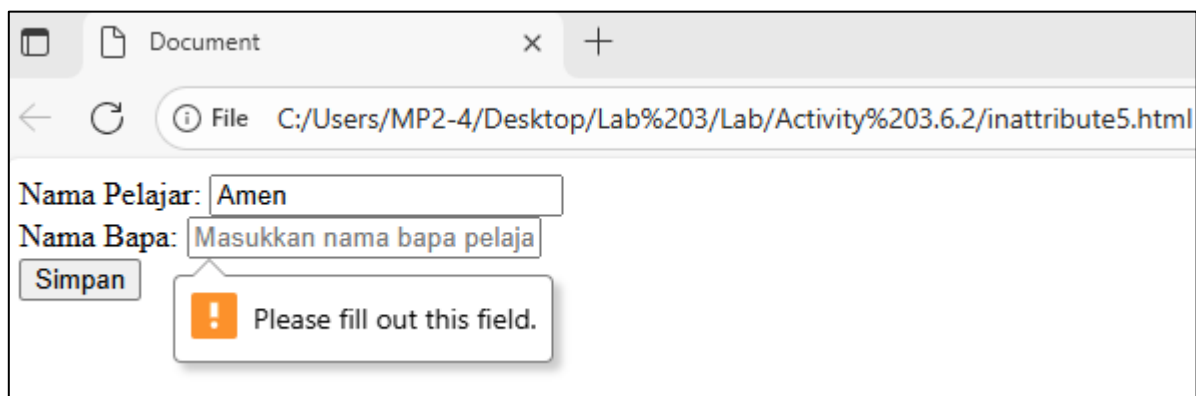 Document
File C:/Users/MP2-4/Desktop/Lab%203/Lab/Activity%203.6.2/inattribute5.html
Nama Pelajar: Amen
Nama Bapa: Masukkan nama bapa pelaja
Simpan
Please fill out this field.